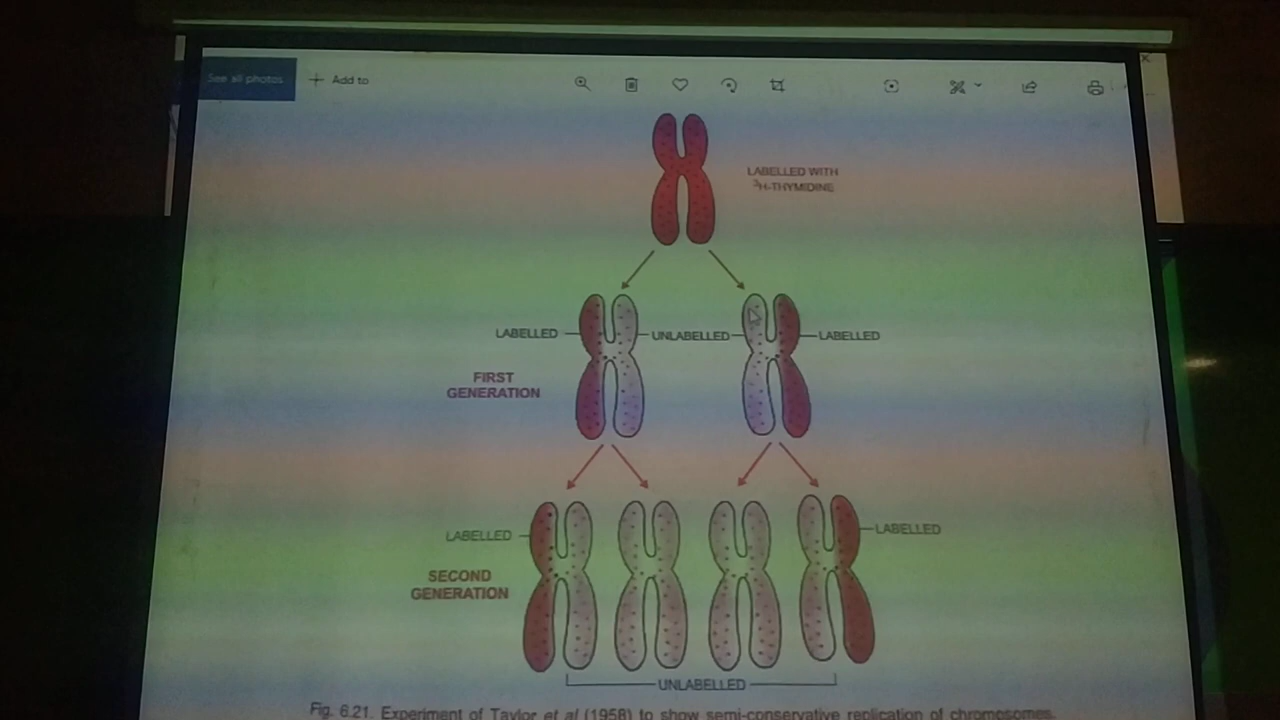 See all photos
Add to
LABELLED WITH
³H-THYMIDINE
LABELLED
UNLABELLED
LABELLED
FIRST
GENERATION
LABELLED
LABELLED
SECOND
GENERATION
UNLABELLED
Fig. 6.21. Experiment of Taylor et al (1958) to show semi-conservative replication of chromosomes.